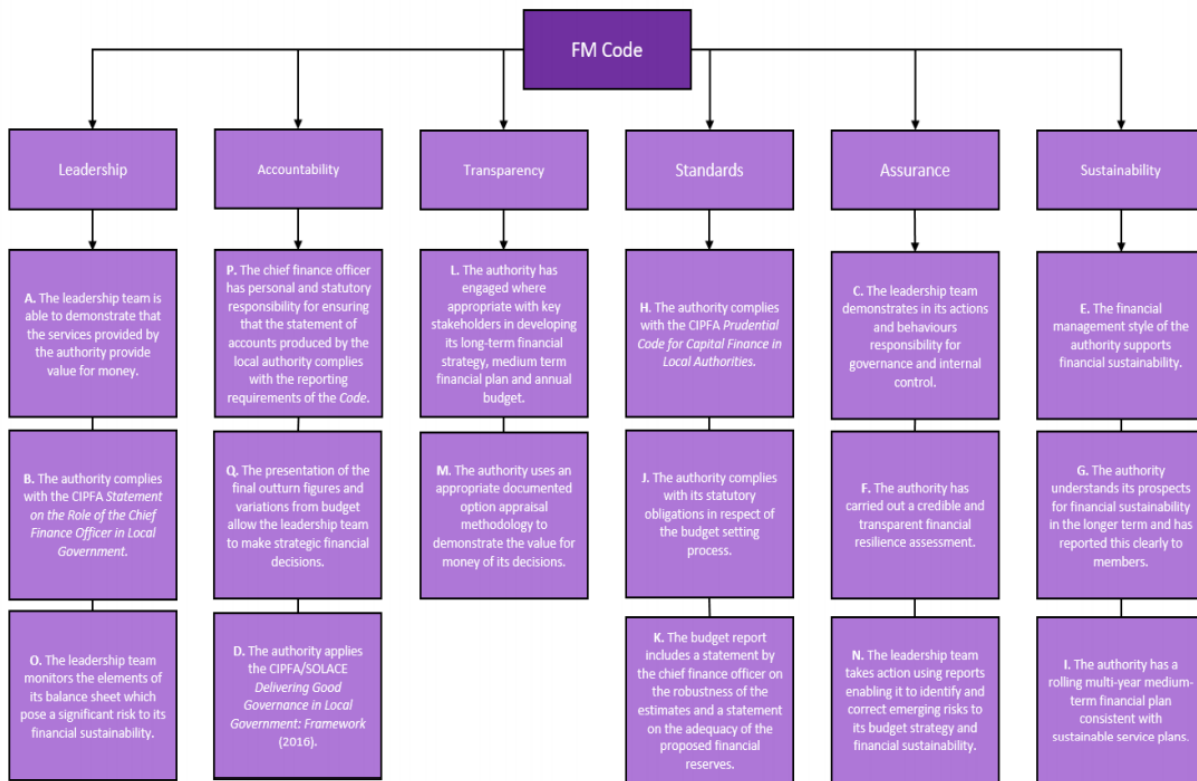 FM Code
Leadership
Accountability
Transparency
Standards
Assurance
Sustainability
A. The leadership team is
able to demonstrate that
the services provided by
the authority provide
value for money.
P. The chief finance officer
has personal and statutory
responsibility for ensuring
that the statement of
accounts produced by the
local authority complies
with the reporting
requirements of the Code.
L. The authority has
engaged where
appropriate with key
stakeholders in developing
its long-term financial
strategy, medium term
financial plan and annual
budget.
H. The authority complies
with the CIPFA Prudential
Code for Capital Finance in
Local Authorities.
C. The leadership team
demonstrates in its actions
and behaviours
responsibility for
governance and internal
control.
E. The financial
management style of the
authority supports
financial sustainability.
B. The authority complies
with the CIPFA Statement
on the Role of the Chief
Finance Officer in Local
Government.
Q. The presentation of the
final outturn figures and
variations from budget
allow the leadership team
to make strategic financial
decisions.
M. The authority uses an
appropriate documented
option appraisal
methodology to
demonstrate the value for
money of its decisions.
J. The authority complies
with its statutory
obligations in respect of
the budget setting
process.
F. The authority has
carried out a credible and
transparent financial
resilience assessment.
G. The authority
understands its prospects
for financial sustainability
in the longer term and has
reported this clearly to
members.
O. The leadership team
monitors the elements of
its balance sheet which
pose a significant risk to its
financial sustainability.
D. The authority applies
the CIPFA/SOLACE
Delivering Good
Governance in Local
Government: Framework
(2016).
K. The budget report
includes a statement by
the chief finance officer
on the robustness of the
estimates and a statement
on the adequacy of the
proposed financial
reserves.
N. The leadership team
takes action using reports
enabling it to identify and
correct emerging risks to
its budget strategy and
financial sustainability.
I. The authority has a
rolling multi-year medium-
term financial plan
consistent with
sustainable service plans.